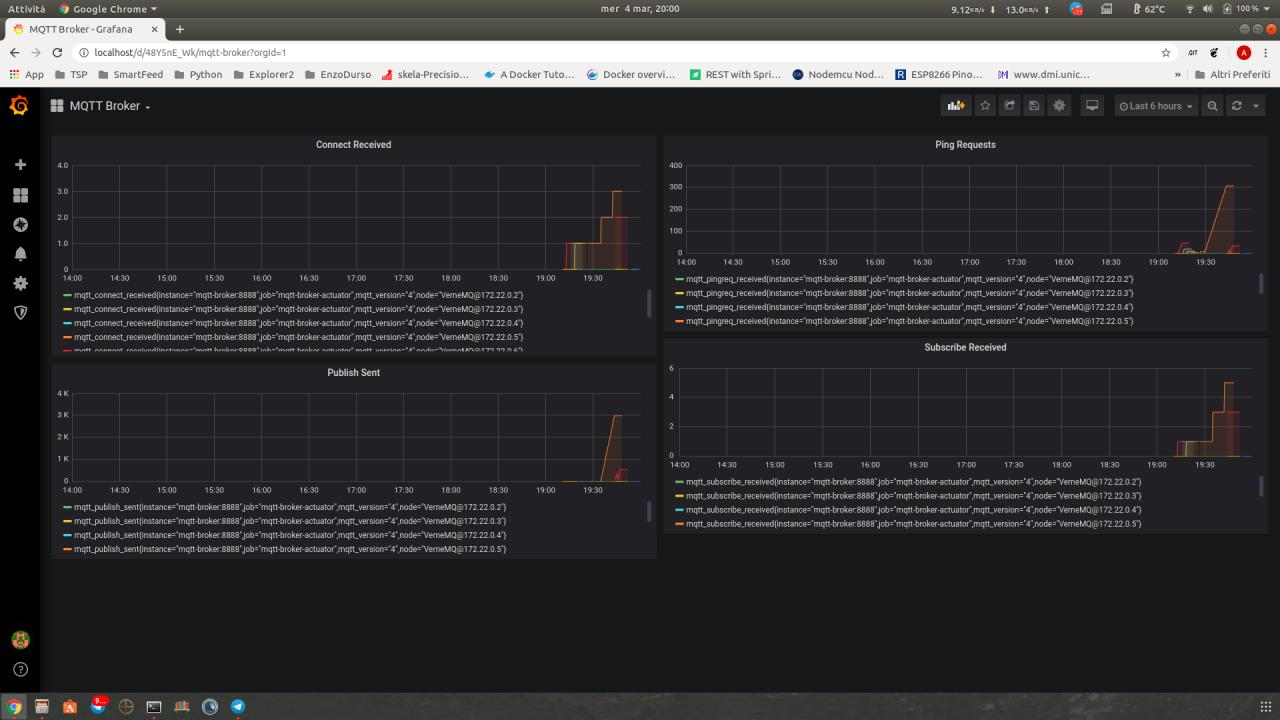 Attività Google Chrome mer 4 mar, 20:00 9.12KB/s 13.0KB/s 62°C 100 %
MQTT Broker - Grafana
localhost/d/48Y5nE_Wk/mqtt-broker?orgId=1 .GIT A
App TSP SmartFeed Python Explorer2 EnzoDurso skela-Precisio... A Docker Tuto... Docker overvi... REST with Spri... Nodemcu Nod... ESP8266 Pino... www.dmi.unic... » Altri Preferiti
MQTT Broker Last 6 hours
Connect Received
4.0
3.0
2.0
1.0
0
14:00 14:30 15:00 15:30 16:00 16:30 17:00 17:30 18:00 18:30 19:00 19:30
mqtt_connect_received{instance="mqtt-broker:8888",job="mqtt-broker-actuator",mqtt_version="4",node="VerneMQ@172.22.0.2"}
mqtt_connect_received{instance="mqtt-broker:8888",job="mqtt-broker-actuator",mqtt_version="4",node="VerneMQ@172.22.0.3"}
mqtt_connect_received{instance="mqtt-broker:8888",job="mqtt-broker-actuator",mqtt_version="4",node="VerneMQ@172.22.0.4"}
mqtt_connect_received{instance="mqtt-broker:8888",job="mqtt-broker-actuator",mqtt_version="4",node="VerneMQ@172.22.0.5"}
mqtt_connect_received{instance="mqtt-broker:8888",job="mqtt-broker-actuator",mqtt_version="4",node="VerneMQ@172.22.0.6"}
Ping Requests
400
300
200
100
0
14:00 14:30 15:00 15:30 16:00 16:30 17:00 17:30 18:00 18:30 19:00 19:30
mqtt_pingreq_received{instance="mqtt-broker:8888",job="mqtt-broker-actuator",mqtt_version="4",node="VerneMQ@172.22.0.2"}
mqtt_pingreq_received{instance="mqtt-broker:8888",job="mqtt-broker-actuator",mqtt_version="4",node="VerneMQ@172.22.0.3"}
mqtt_pingreq_received{instance="mqtt-broker:8888",job="mqtt-broker-actuator",mqtt_version="4",node="VerneMQ@172.22.0.4"}
mqtt_pingreq_received{instance="mqtt-broker:8888",job="mqtt-broker-actuator",mqtt_version="4",node="VerneMQ@172.22.0.5"}
Publish Sent
4 K
3 K
2 K
1 K
0
14:00 14:30 15:00 15:30 16:00 16:30 17:00 17:30 18:00 18:30 19:00 19:30
mqtt_publish_sent{instance="mqtt-broker:8888",job="mqtt-broker-actuator",mqtt_version="4",node="VerneMQ@172.22.0.2"}
mqtt_publish_sent{instance="mqtt-broker:8888",job="mqtt-broker-actuator",mqtt_version="4",node="VerneMQ@172.22.0.3"}
mqtt_publish_sent{instance="mqtt-broker:8888",job="mqtt-broker-actuator",mqtt_version="4",node="VerneMQ@172.22.0.4"}
mqtt_publish_sent{instance="mqtt-broker:8888",job="mqtt-broker-actuator",mqtt_version="4",node="VerneMQ@172.22.0.5"}
Subscribe Received
6
4
2
0
14:00 14:30 15:00 15:30 16:00 16:30 17:00 17:30 18:00 18:30 19:00 19:30
mqtt_subscribe_received{instance="mqtt-broker:8888",job="mqtt-broker-actuator",mqtt_version="4",node="VerneMQ@172.22.0.2"}
mqtt_subscribe_received{instance="mqtt-broker:8888",job="mqtt-broker-actuator",mqtt_version="4",node="VerneMQ@172.22.0.3"}
mqtt_subscribe_received{instance="mqtt-broker:8888",job="mqtt-broker-actuator",mqtt_version="4",node="VerneMQ@172.22.0.4"}
mqtt_subscribe_received{instance="mqtt-broker:8888",job="mqtt-broker-actuator",mqtt_version="4",node="VerneMQ@172.22.0.5"}
9...